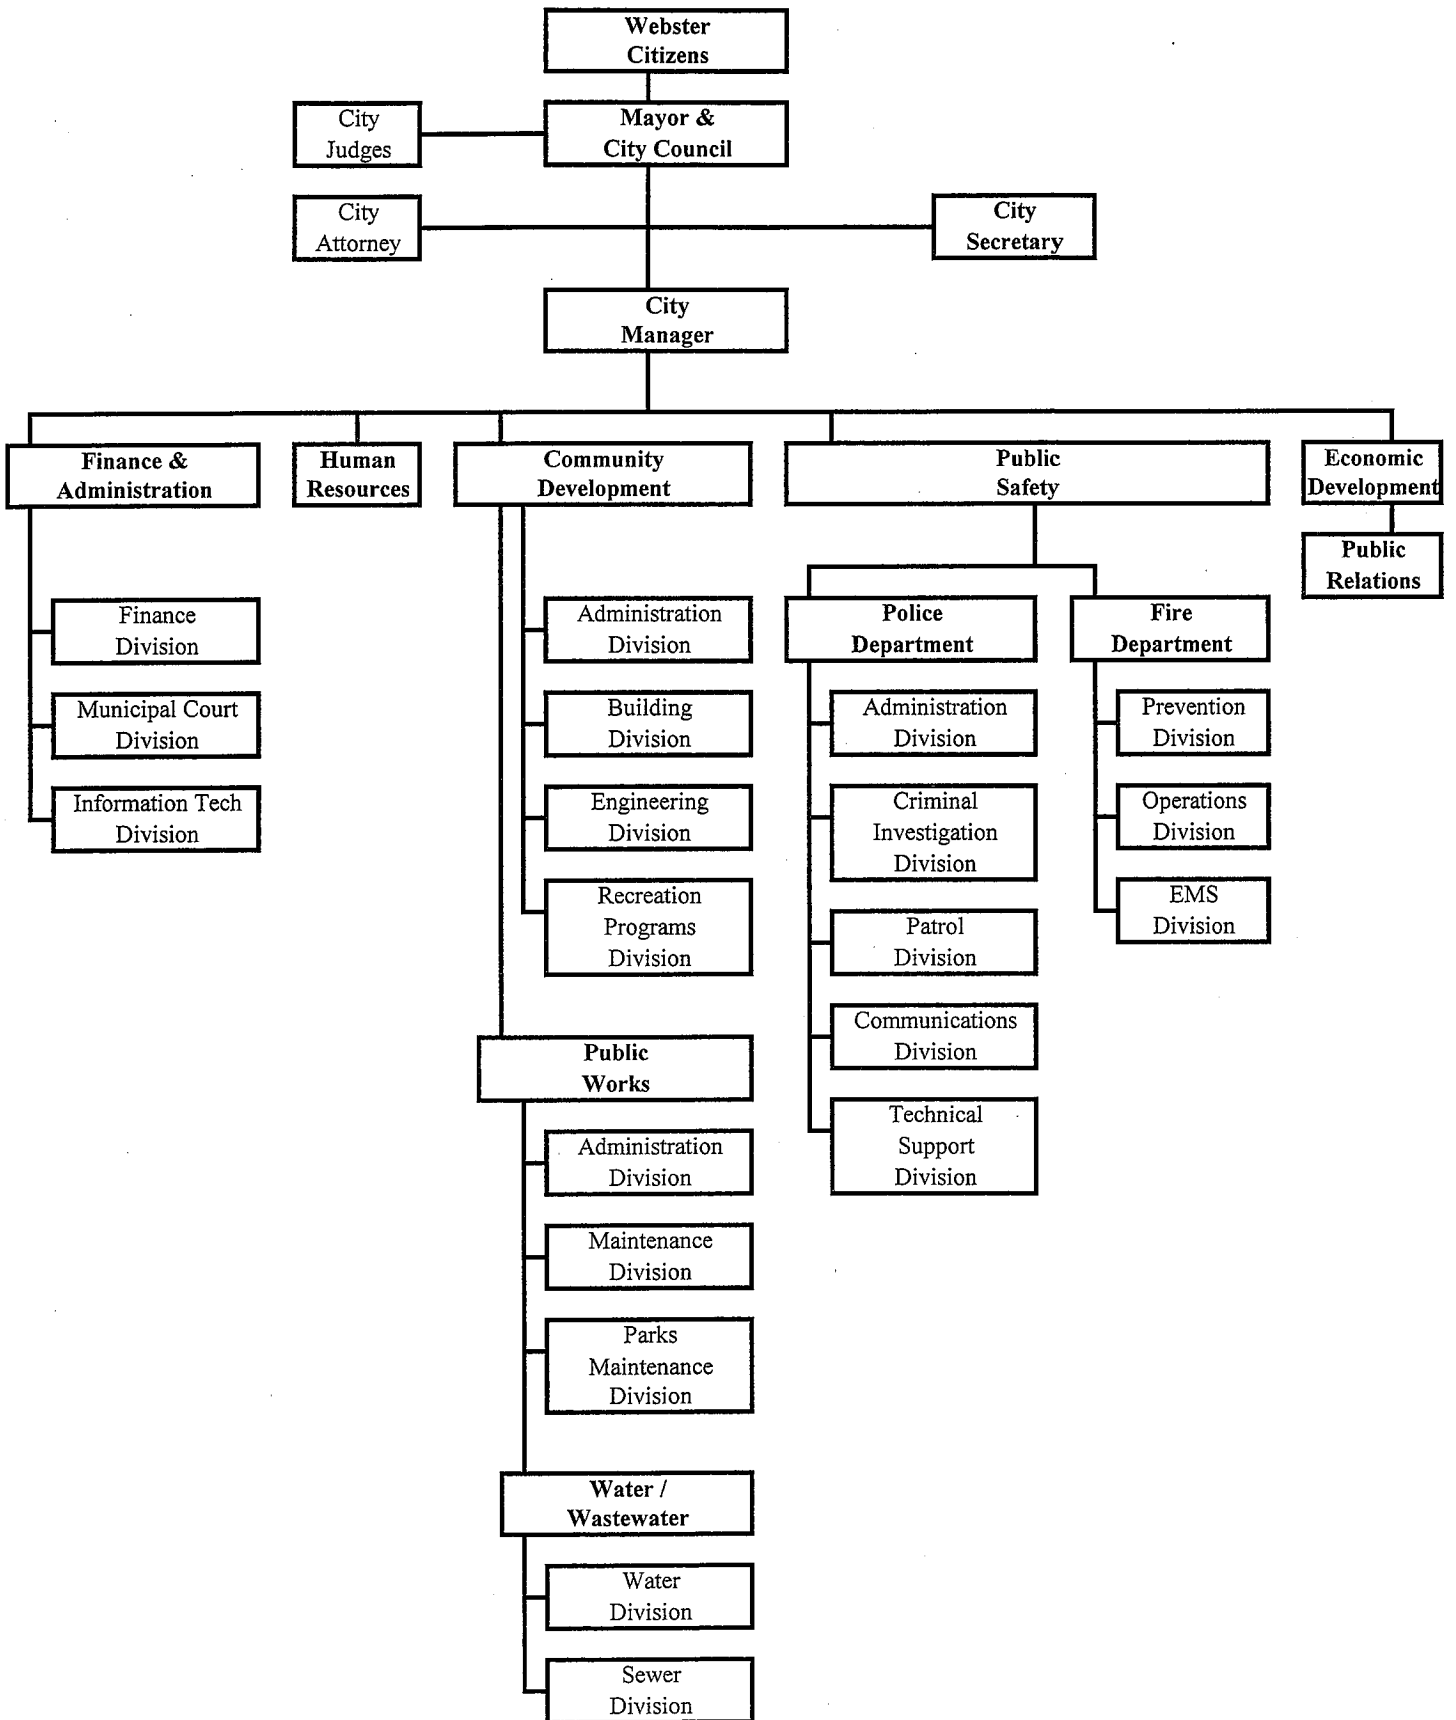 Webster
Citizens
City
Judges
Mayor &
City Council
City
Attorney
City
Secretary
City
Manager
Finance &
Administration
Human
Resources
Community
Development
Public
Safety
Economic
Development
Public
Relations
Finance
Division
Municipal Court
Division
Information Tech
Division
Administration
Division
Building
Division
Engineering
Division
Recreation
Programs
Division
Public
Works
Administration
Division
Maintenance
Division
Parks
Maintenance
Division
Water /
Wastewater
Water
Division
Sewer
Division
Police
Department
Administration
Division
Criminal
Investigation
Division
Patrol
Division
Communications
Division
Technical
Support
Division
Fire
Department
Prevention
Division
Operations
Division
EMS
Division